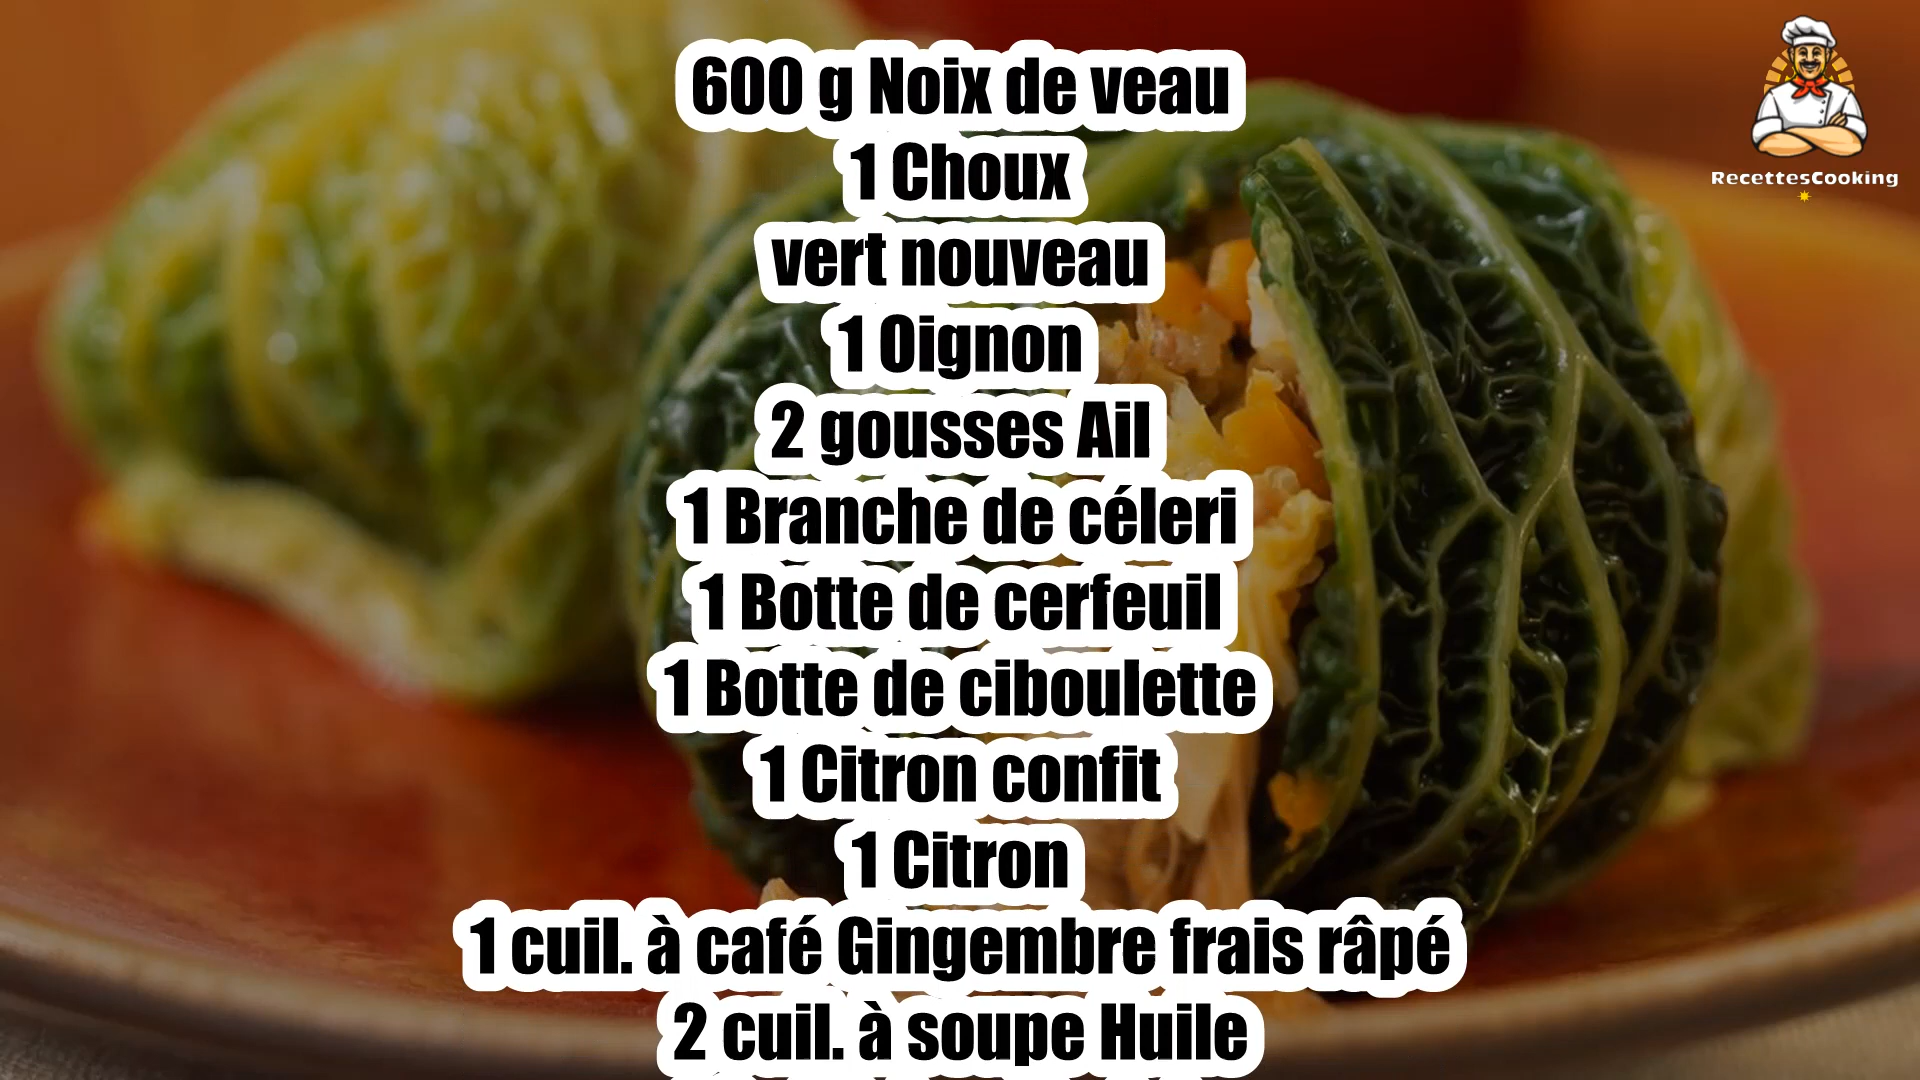 600 g Noix de veau
1 Choux
vert nouveau
1 Oignon
2 gousses Ail
1 Branche de céleri
1 Botte de cerfeuil
1 Botte de ciboulette
1 Citron confit
1 Citron
1 cuil. à café Gingembre frais râpé
2 cuil. à soupe Huile
RecettesCooking